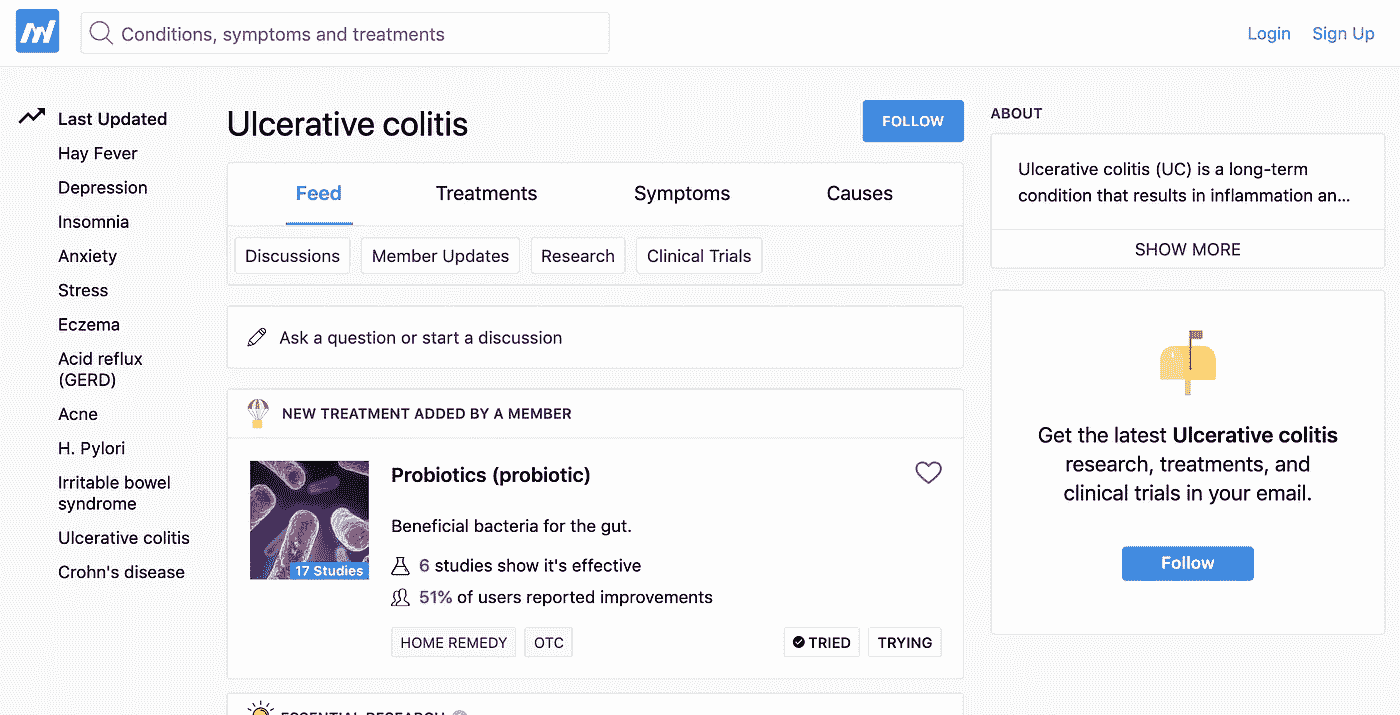 Conditions, symptoms and treatments
Login
Sign Up
Last Updated
Hay Fever
Depression
Insomnia
Anxiety
Stress
Eczema
Acid reflux
(GERD)
Acne
H. Pylori
Irritable bowel
syndrome
Ulcerative colitis
Crohn's disease
Ulcerative colitis
FOLLOW
Feed
Treatments
Symptoms
Causes
Discussions
Member Updates
Research
Clinical Trials
Ask a question or start a discussion
NEW TREATMENT ADDED BY A MEMBER
17 Studies
Probiotics (probiotic)
Beneficial bacteria for the gut.
6 studies show it's effective
51% of users reported improvements
HOME REMEDY
OTC
TRIED
TRYING
ESSENTIAL RESEARCH
ABOUT
Ulcerative colitis (UC) is a long-term
condition that results in inflammation an...
SHOW MORE
Get the latest Ulcerative colitis
research, treatments, and
clinical trials in your email.
Follow